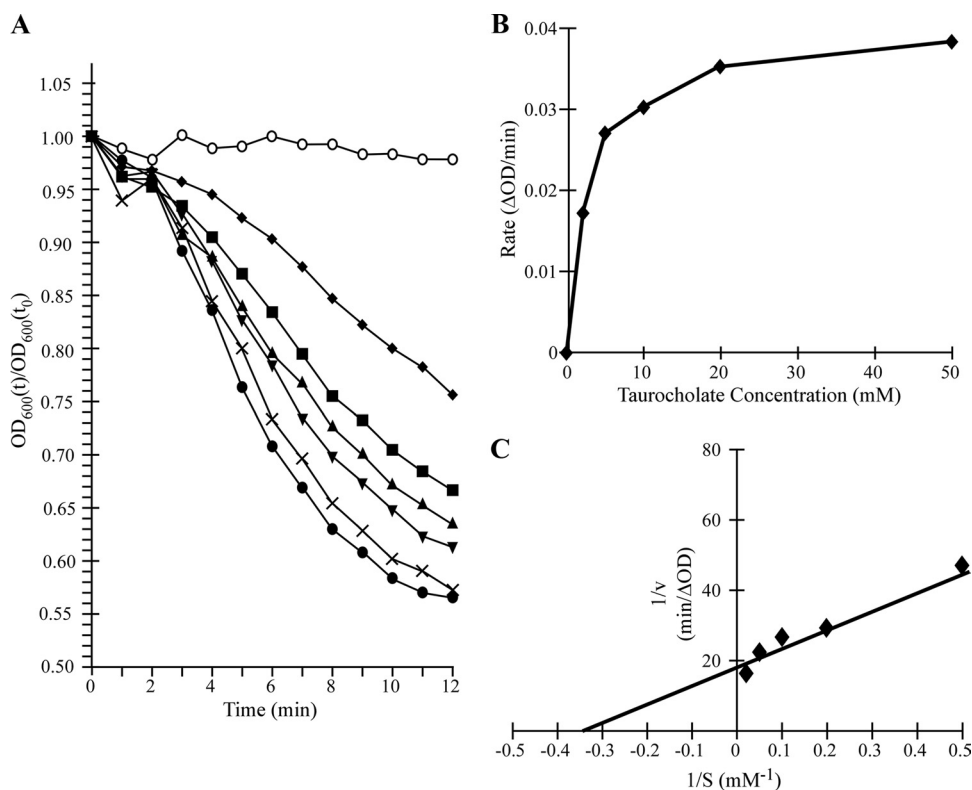 A
1.05
1.00
0.95
0.90
0.85
0.80
0.75
0.70
0.65
0.60
0.55
0.50
OD600(t)/OD600(t0)
0 2 4 6 8 10 12
Time (min)
B
0.04
0.03
0.02
0.01
0
Rate (ΔOD/min)
0 10 20 30 40 50
Taurocholate Concentration (mM)
C
80
60
40
20
1/v
(min/ΔOD)
-0.5 -0.4 -0.3 -0.2 -0.1 0 0.1 0.2 0.3 0.4 0.5
1/S (mM-1)